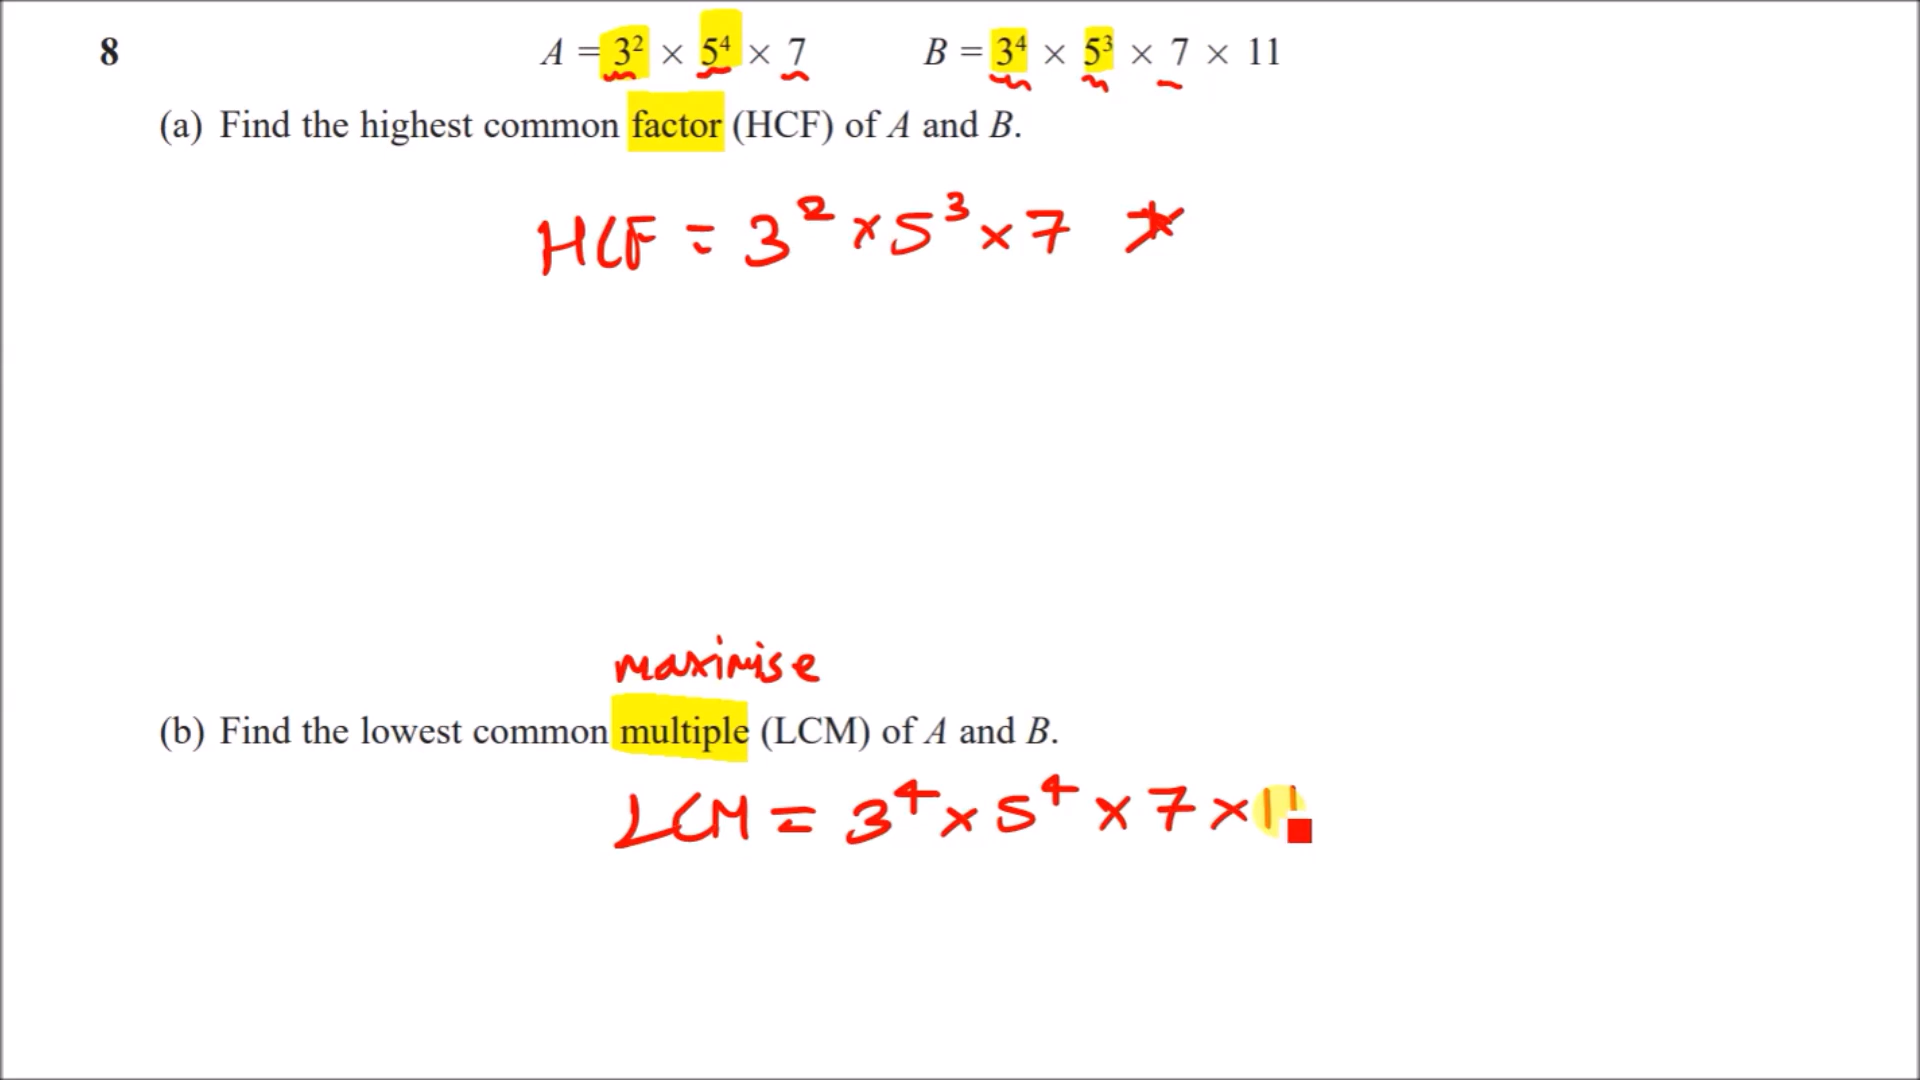 8 A = 3² × 5⁴ × 7 B = 3⁴ × 5³ × 7 × 11
(a) Find the highest common factor (HCF) of A and B.
HCF = 3² × 5³ × 7
maximise
(b) Find the lowest common multiple (LCM) of A and B.
LCM = 3⁴ × 5⁴ × 7 × 11